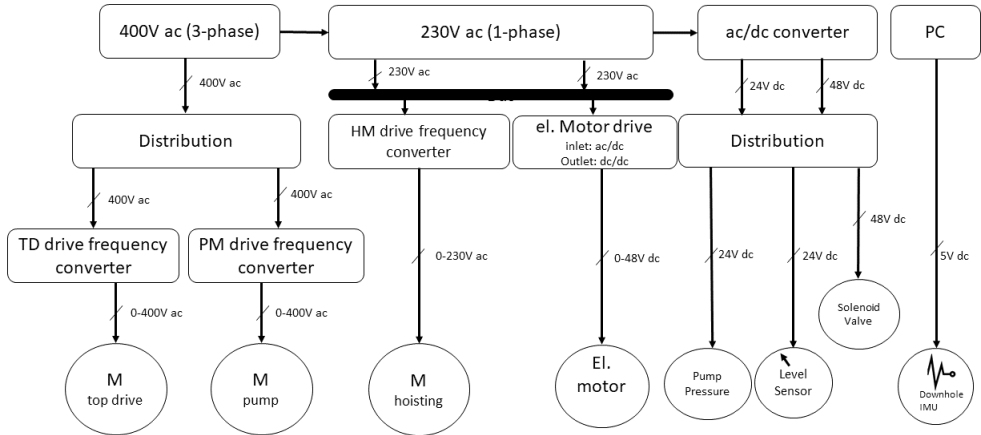 400V ac (3-phase)
230V ac (1-phase)
ac/dc converter
PC
400V ac
230V ac
230V ac
24V dc
48V dc
Distribution
HM drive frequency
converter
el. Motor drive
inlet: ac/dc
Outlet: dc/dc
Distribution
400V ac
400V ac
48V dc
TD drive frequency
converter
PM drive frequency
converter
0-230V ac
0-48V dc
24V dc
24V dc
5V dc
0-400V ac
0-400V ac
Solenoid
Valve
M
top drive
M
pump
M
hoisting
El.
motor
Pump
Pressure
Level
Sensor
Downhole
IMU